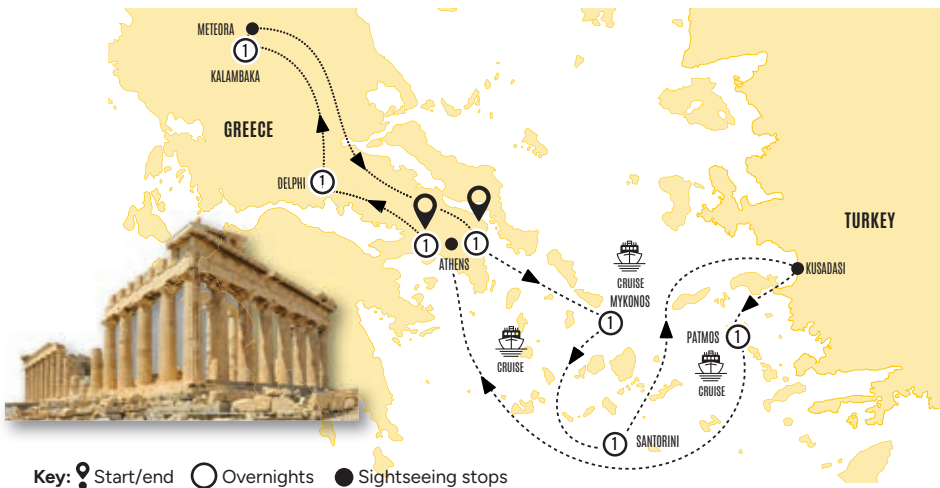 METEORA
1
KALAMBAKA
GREECE
DELPHI 1
TURKEY
1 1
ATHENS
KUSADASI
CRUISE
MYKONOS
1
CRUISE
PATMOS 1
CRUISE
1 SANTORINI
Key: Start/end Overnights Sightseeing stops